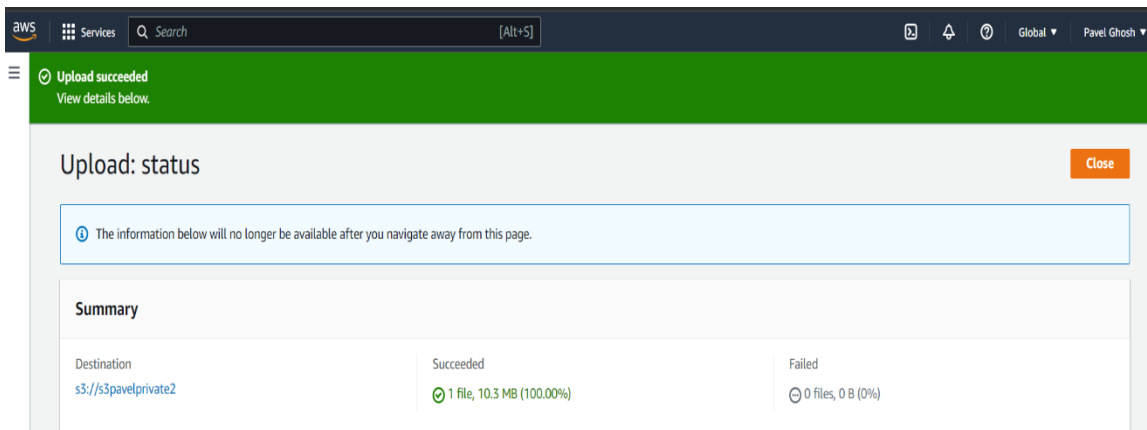 aws Services Search [Alt+S] Global Pavel Ghosh
Upload succeeded
View details below.
Upload: status
Close
The information below will no longer be available after you navigate away from this page.
Summary
Destination Succeeded Failed
s3://s3pavelprivate2 1 file, 10.3 MB (100.00%) 0 files, 0 B (0%)